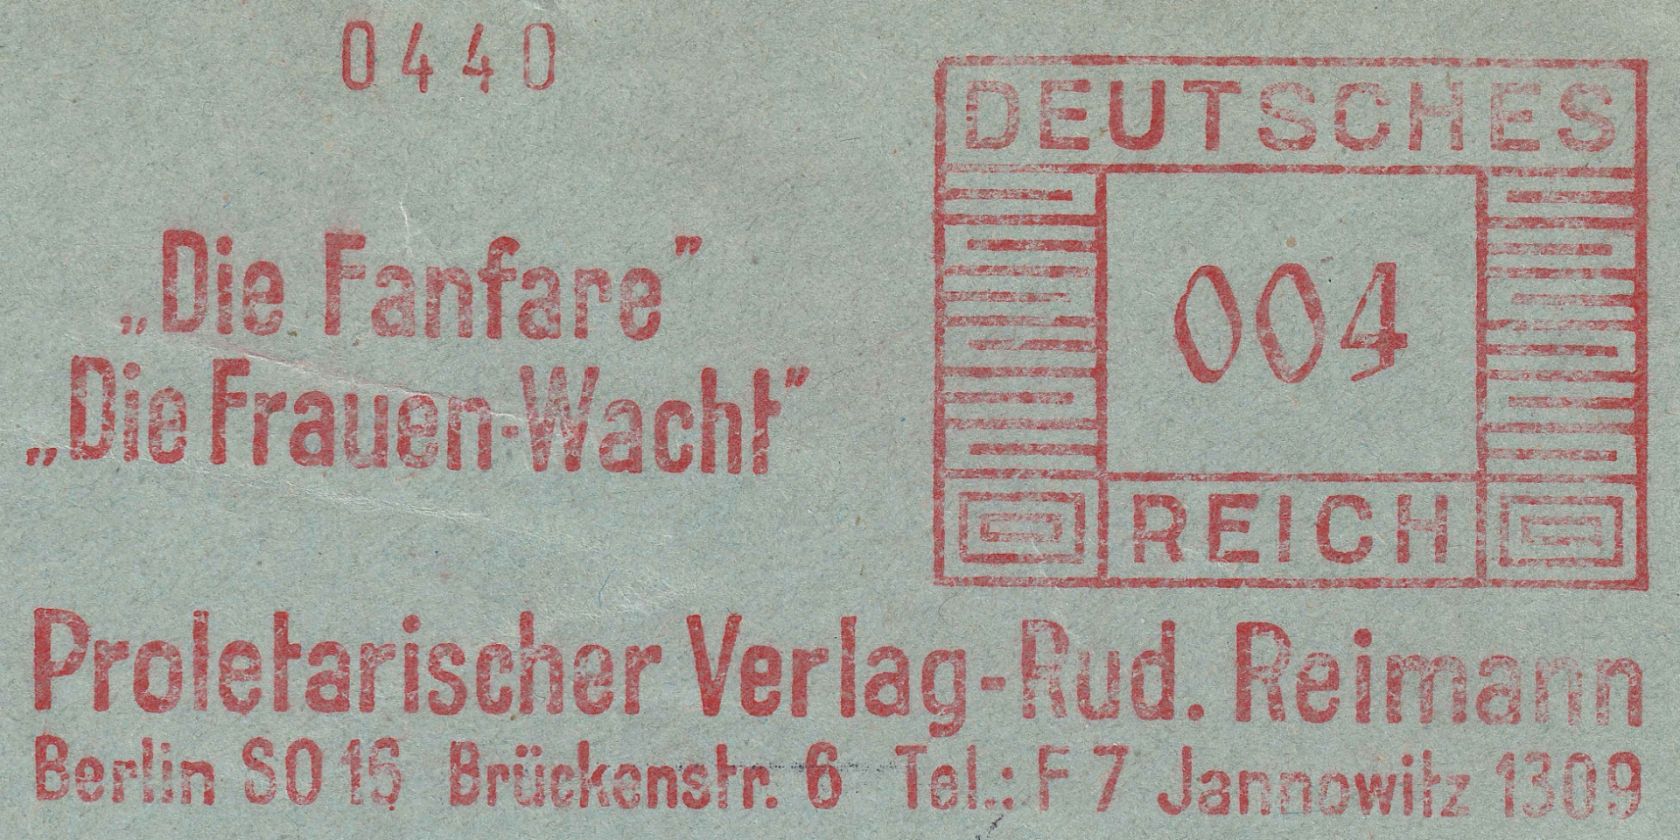 0440
DEUTSCHES
004
REICH
„Die Fanfare”
„Die Frauen-Wacht”
Proletarischer Verlag-Rud. Reimann
Berlin SO 16 Brückenstr. 6 Tel.: F 7 Jannowitz 1309